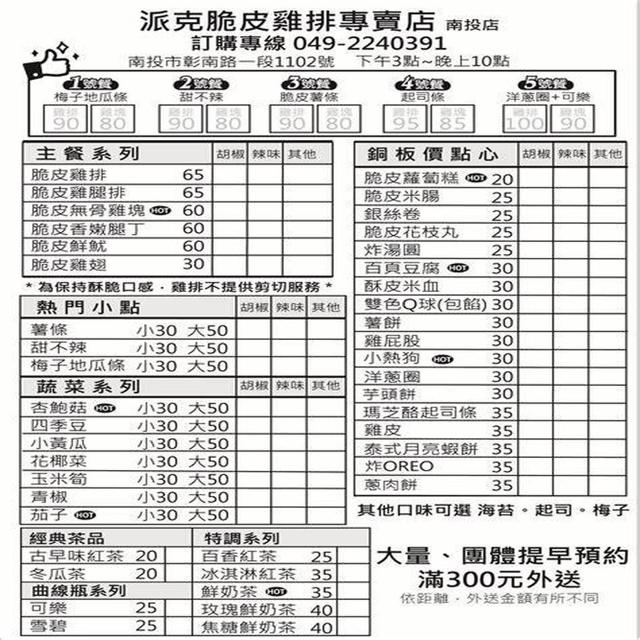 派克脆皮雞排專賣店 南投店
訂購專線 049-2240391
南投市彰南路一段1102號 下午3點~晚上10點
1號餐 2號餐 3號餐 4號餐 5號餐
梅子地瓜條 甜不辣 脆皮薯條 起司條 洋蔥圈+可樂
雞排 雞塊 雞排 雞塊 雞排 雞塊 雞排 雞塊 雞排 雞塊
90 80 90 80 90 80 95 85 100 90
主餐系列 胡椒 辣味 其他
脆皮雞排 65
脆皮雞腿排 65
脆皮無骨雞塊 HOT 60
脆皮香嫩腿丁 60
脆皮鮮魷 60
脆皮雞翅 30
*為保持酥脆口感，雞排不提供剪切服務*
熱門小點 胡椒 辣味 其他
薯條 小30 大50
甜不辣 小30 大50
梅子地瓜條 小30 大50
蔬菜系列 胡椒 辣味 其他
杏鮑菇 HOT 小30 大50
四季豆 小30 大50
小黃瓜 小30 大50
花椰菜 小30 大50
玉米筍 小30 大50
青椒 小30 大50
茄子 HOT 小30 大50
銅板價點心 胡椒 辣味 其他
脆皮蘿蔔糕 HOT 20
脆皮米腸 25
銀絲卷 25
脆皮花枝丸 25
炸湯圓 25
百頁豆腐 HOT 30
酥皮米血 30
雙色Q球(包餡) 30
薯餅 30
雞屁股 30
小熱狗 HOT 30
洋蔥圈 30
芋頭餅 30
瑪芝酪起司條 35
雞皮 35
泰式月亮蝦餅 35
炸OREO 35
蔥肉餅 35
其他口味可選 海苔。起司。梅子
經典茶品
古早味紅茶 20
冬瓜茶 20
曲線瓶系列
可樂 25
雪碧 25
特調系列
百香紅茶 25
冰淇淋紅茶 35
鮮奶茶 HOT 35
玫瑰鮮奶茶 40
焦糖鮮奶茶 40
大量、團體提早預約
滿300元外送
依距離，外送金額有所不同